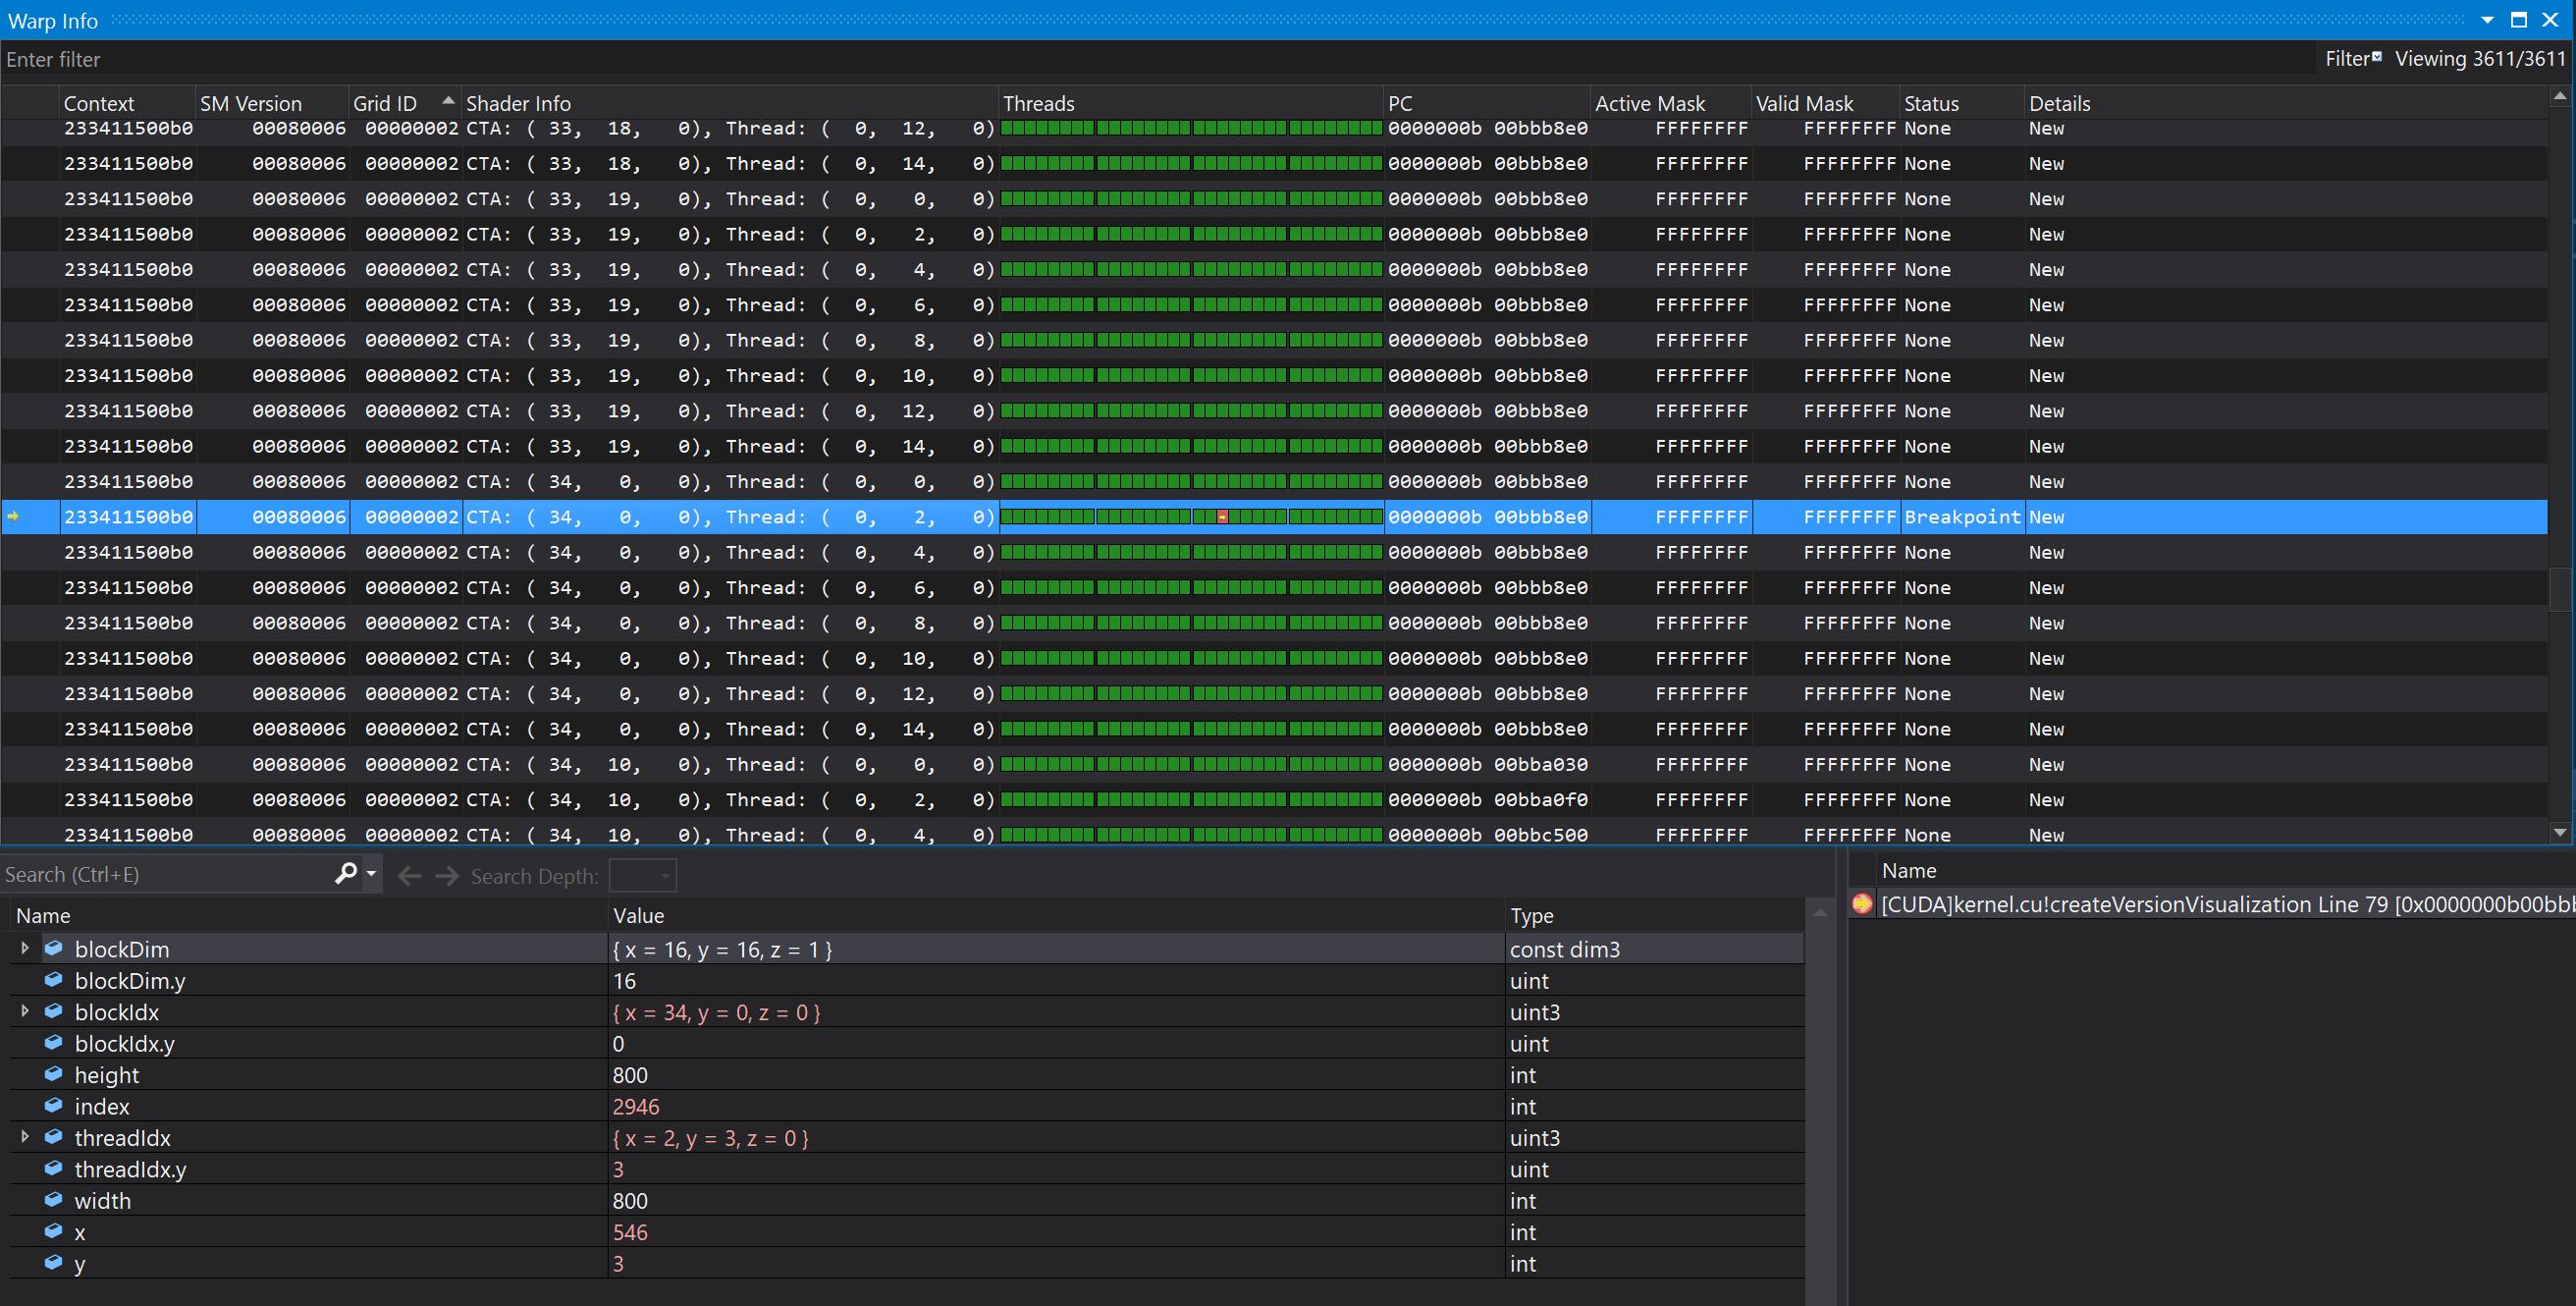 Warp Info
Enter filter Filter Viewing 3611/3611
Context SM Version Grid ID Shader Info Threads PC Active Mask Valid Mask Status Details
233411500b0 00080006 00000002 CTA: ( 33, 18, 0), Thread: ( 0, 12, 0) 0000000b 00bbb8e0 FFFFFFFF FFFFFFFF None New
233411500b0 00080006 00000002 CTA: ( 33, 18, 0), Thread: ( 0, 14, 0) 0000000b 00bbb8e0 FFFFFFFF FFFFFFFF None New
233411500b0 00080006 00000002 CTA: ( 33, 19, 0), Thread: ( 0, 0, 0) 0000000b 00bbb8e0 FFFFFFFF FFFFFFFF None New
233411500b0 00080006 00000002 CTA: ( 33, 19, 0), Thread: ( 0, 2, 0) 0000000b 00bbb8e0 FFFFFFFF FFFFFFFF None New
233411500b0 00080006 00000002 CTA: ( 33, 19, 0), Thread: ( 0, 4, 0) 0000000b 00bbb8e0 FFFFFFFF FFFFFFFF None New
233411500b0 00080006 00000002 CTA: ( 33, 19, 0), Thread: ( 0, 6, 0) 0000000b 00bbb8e0 FFFFFFFF FFFFFFFF None New
233411500b0 00080006 00000002 CTA: ( 33, 19, 0), Thread: ( 0, 8, 0) 0000000b 00bbb8e0 FFFFFFFF FFFFFFFF None New
233411500b0 00080006 00000002 CTA: ( 33, 19, 0), Thread: ( 0, 10, 0) 0000000b 00bbb8e0 FFFFFFFF FFFFFFFF None New
233411500b0 00080006 00000002 CTA: ( 33, 19, 0), Thread: ( 0, 12, 0) 0000000b 00bbb8e0 FFFFFFFF FFFFFFFF None New
233411500b0 00080006 00000002 CTA: ( 33, 19, 0), Thread: ( 0, 14, 0) 0000000b 00bbb8e0 FFFFFFFF FFFFFFFF None New
233411500b0 00080006 00000002 CTA: ( 34, 0, 0), Thread: ( 0, 0, 0) 0000000b 00bbb8e0 FFFFFFFF FFFFFFFF None New
233411500b0 00080006 00000002 CTA: ( 34, 0, 0), Thread: ( 0, 2, 0) 0000000b 00bbb8e0 FFFFFFFF FFFFFFFF Breakpoint New
233411500b0 00080006 00000002 CTA: ( 34, 0, 0), Thread: ( 0, 4, 0) 0000000b 00bbb8e0 FFFFFFFF FFFFFFFF None New
233411500b0 00080006 00000002 CTA: ( 34, 0, 0), Thread: ( 0, 6, 0) 0000000b 00bbb8e0 FFFFFFFF FFFFFFFF None New
233411500b0 00080006 00000002 CTA: ( 34, 0, 0), Thread: ( 0, 8, 0) 0000000b 00bbb8e0 FFFFFFFF FFFFFFFF None New
233411500b0 00080006 00000002 CTA: ( 34, 0, 0), Thread: ( 0, 10, 0) 0000000b 00bbb8e0 FFFFFFFF FFFFFFFF None New
233411500b0 00080006 00000002 CTA: ( 34, 0, 0), Thread: ( 0, 12, 0) 0000000b 00bbb8e0 FFFFFFFF FFFFFFFF None New
233411500b0 00080006 00000002 CTA: ( 34, 0, 0), Thread: ( 0, 14, 0) 0000000b 00bbb8e0 FFFFFFFF FFFFFFFF None New
233411500b0 00080006 00000002 CTA: ( 34, 10, 0), Thread: ( 0, 0, 0) 0000000b 00bba030 FFFFFFFF FFFFFFFF None New
233411500b0 00080006 00000002 CTA: ( 34, 10, 0), Thread: ( 0, 2, 0) 0000000b 00bba0f0 FFFFFFFF FFFFFFFF None New
233411500b0 00080006 00000002 CTA: ( 34, 10, 0), Thread: ( 0, 4, 0) 0000000b 00bbc500 FFFFFFFF FFFFFFFF None New
Search (Ctrl+E) Search Depth:
Name Value Type
blockDim { x = 16, y = 16, z = 1 } const dim3
blockDim.y 16 uint
blockIdx { x = 34, y = 0, z = 0 } uint3
blockIdx.y 0 uint
height 800 int
index 2946 int
threadIdx { x = 2, y = 3, z = 0 } uint3
threadIdx.y 3 uint
width 800 int
x 546 int
y 3 int
Name
[CUDA]kernel.cu!createVersionVisualization Line 79 [0x0000000b00bbb